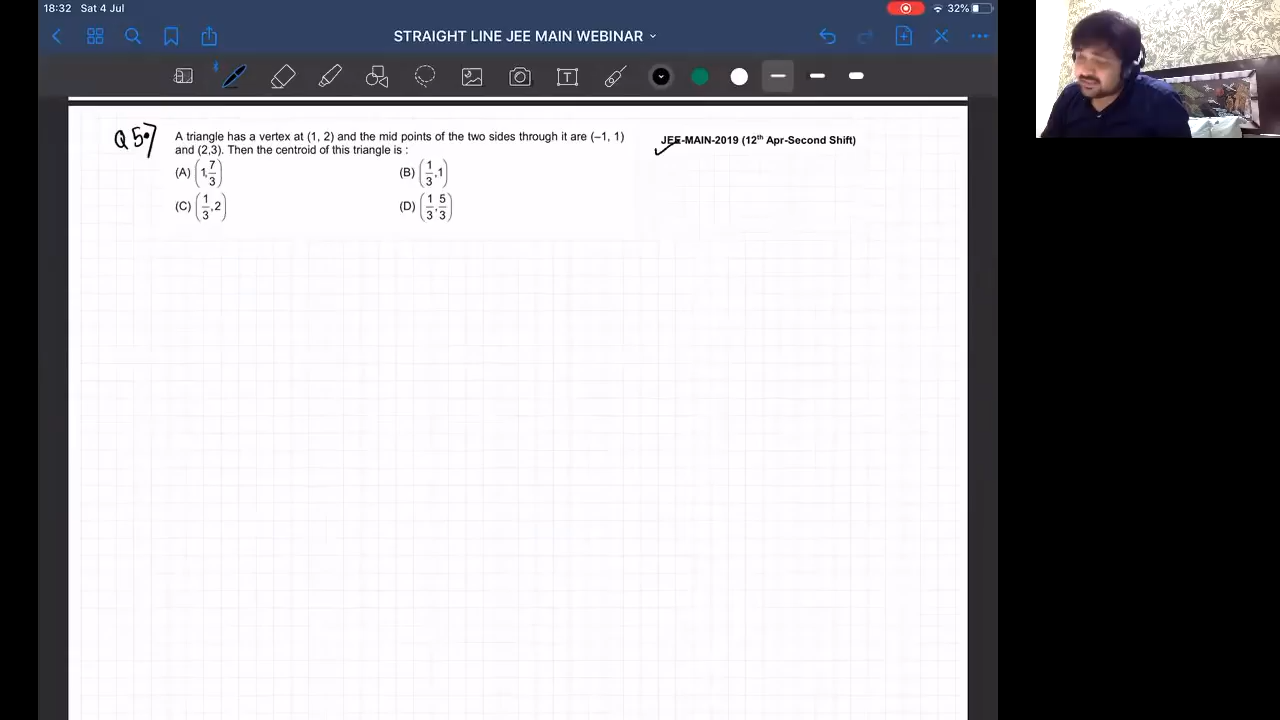 18:32 Sat 4 Jul 32%
STRAIGHT LINE JEE MAIN WEBINAR
T
Q 5.
A triangle has a vertex at (1, 2) and the mid points of the two sides through it are (–1, 1)
and (2,3). Then the centroid of this triangle is :
JEE-MAIN-2019 (12th Apr-Second Shift)
(A) (1, 7/3) (B) (1/3, 1)
(C) (1/3, 2) (D) (1/3, 5/3)